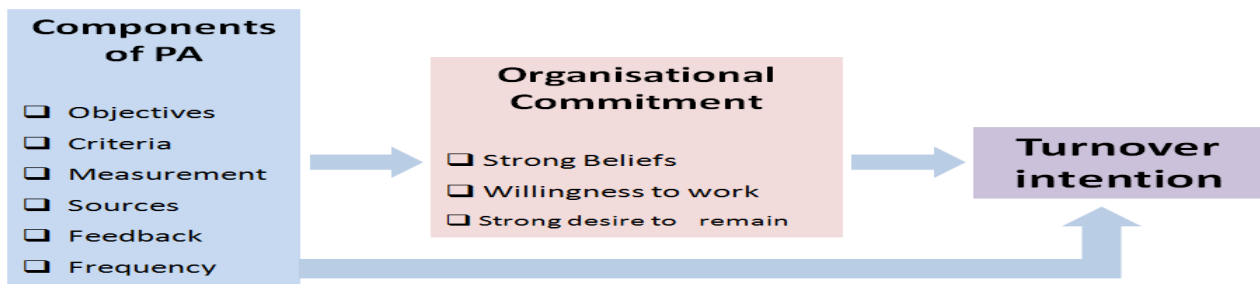 Components
of PA
❑ Objectives
❑ Criteria
❑ Measurement
❑ Sources
❑ Feedback
❑ Frequency
Organisational
Commitment
❑ Strong Beliefs
❑ Willingness to work
❑ Strong desire to remain
Turnover
intention